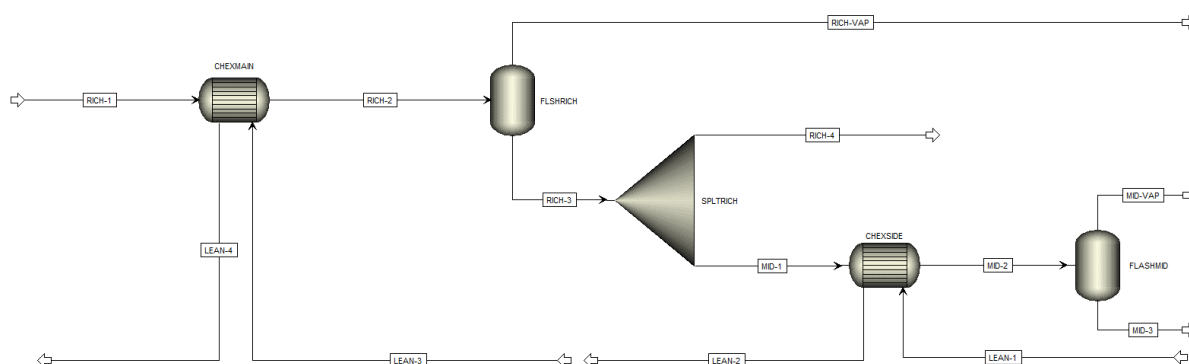 RICH-VAP
CHEXMAIN
RICH-1
RICH-2
FLSHRICH
RICH-4
RICH-3
SPLTRICH
MID-VAP
CHEXSIDE
LEAN-4
MID-1
MID-2
FLASHMID
MID-3
LEAN-3
LEAN-2
LEAN-1